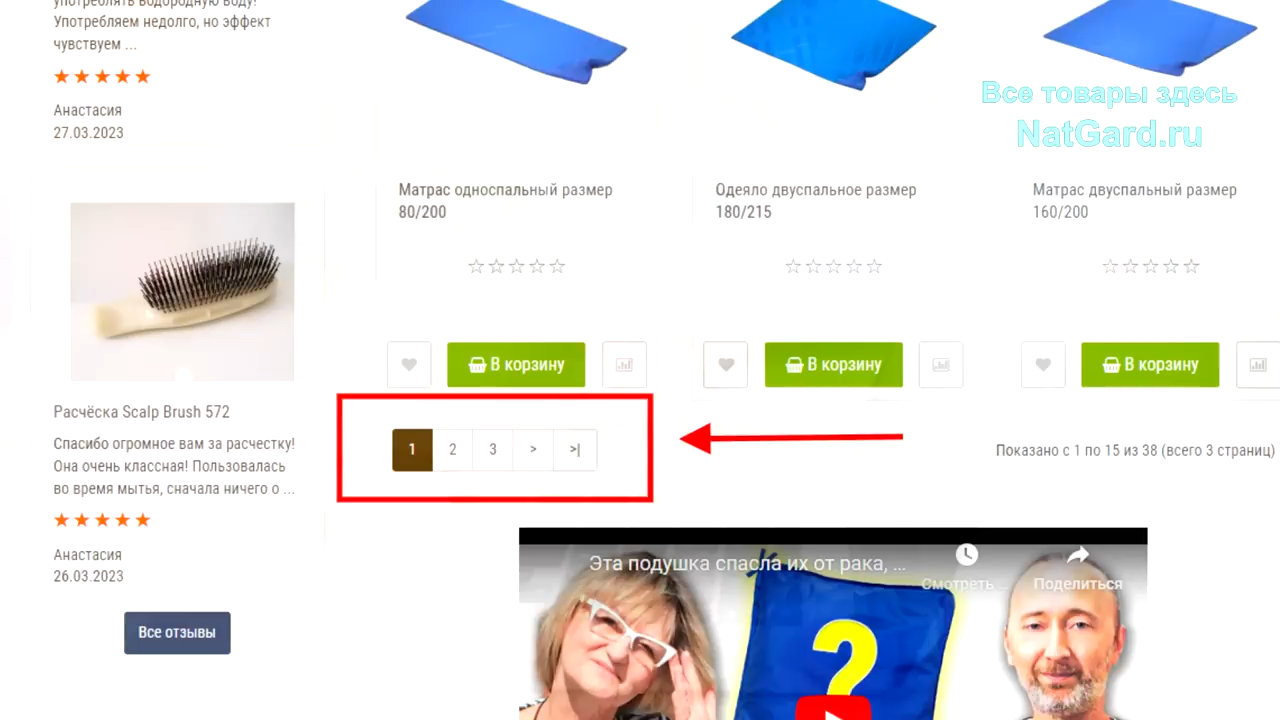 употреблять водородную воду!
Употребляем недолго, но эффект
чувствуем ...
Анастасия
27.03.2023
Расчёска Scalp Brush 572
Спасибо огромное вам за расчестку!
Она очень классная! Пользовалась
во время мытья, сначала ничего о ...
Анастасия
26.03.2023
Все отзывы
Все товары здесь
NatGard.ru
Матрас односпальный размер
80/200
Одеяло двуспальное размер
180/215
Матрас двуспальный размер
160/200
В корзину
В корзину
В корзину
1 2 3 > >|
Показано с 1 по 15 из 38 (всего 3 страниц)
Эта подушка спасла их от рака, ...
Смотреть ...
Поделиться
?